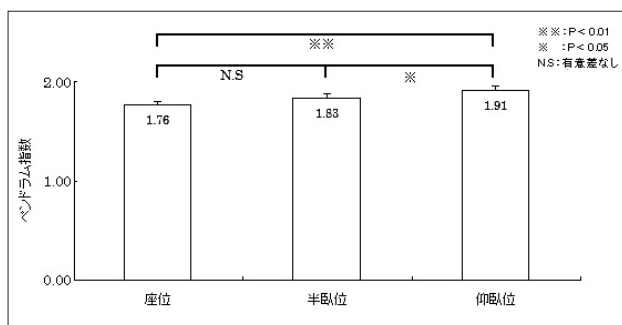 ※※：P＜0.01
※　：P＜0.05
N.S：有意差なし
※※
N.S
※
2.00
1.00
0.00
ペンドラム指数
1.76
1.83
1.91
座位
半臥位
仰臥位